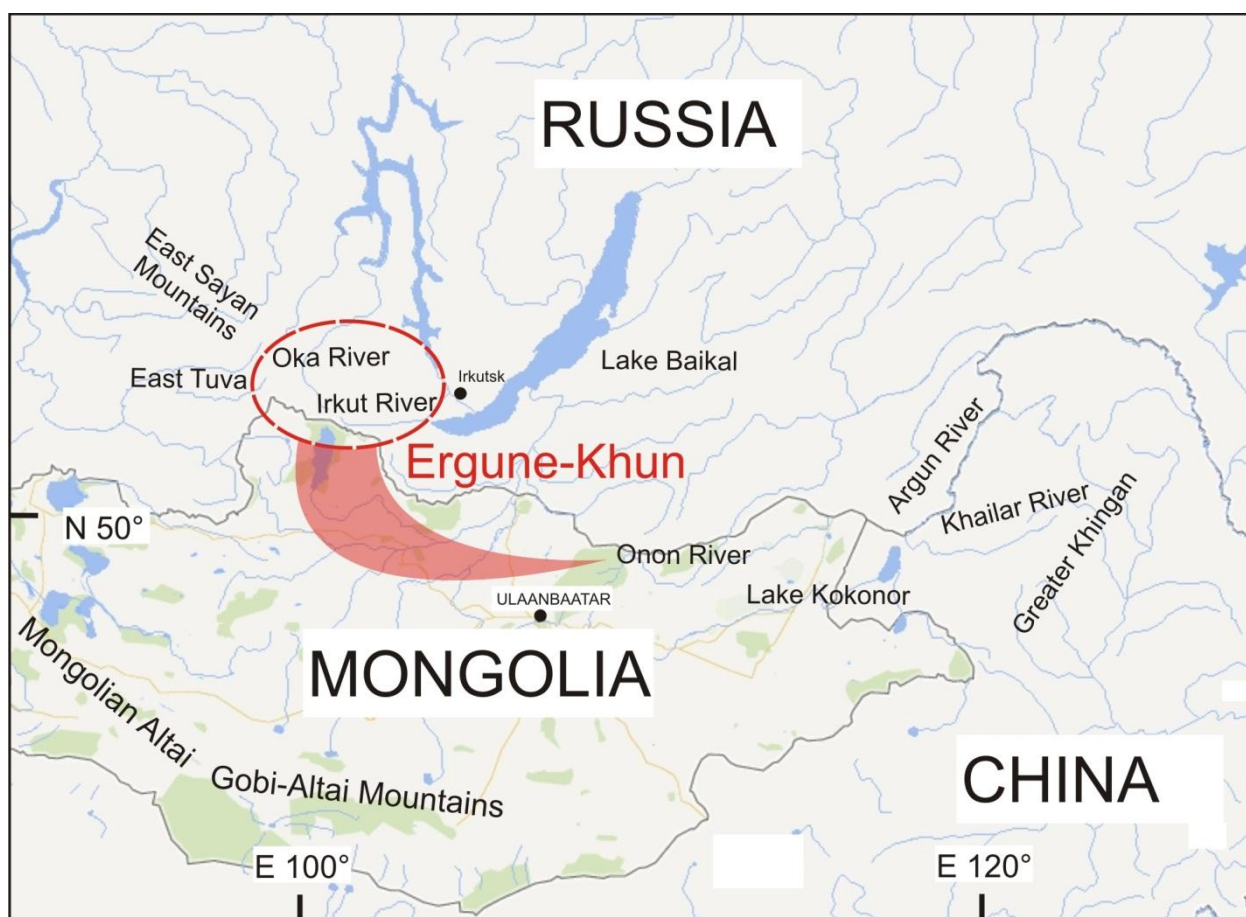 RUSSIA
East Sayan
Mountains
Oka River
East Tuva
Irkut River
Irkutsk
Lake Baikal
Ergune-Khun
Argun River
Khailar River
N 50°
Onon River
Greater Khingan
ULAANBAATAR
Lake Kokonor
MONGOLIA
Mongolian Altai
Gobi-Altai Mountains
CHINA
E 100°
E 120°